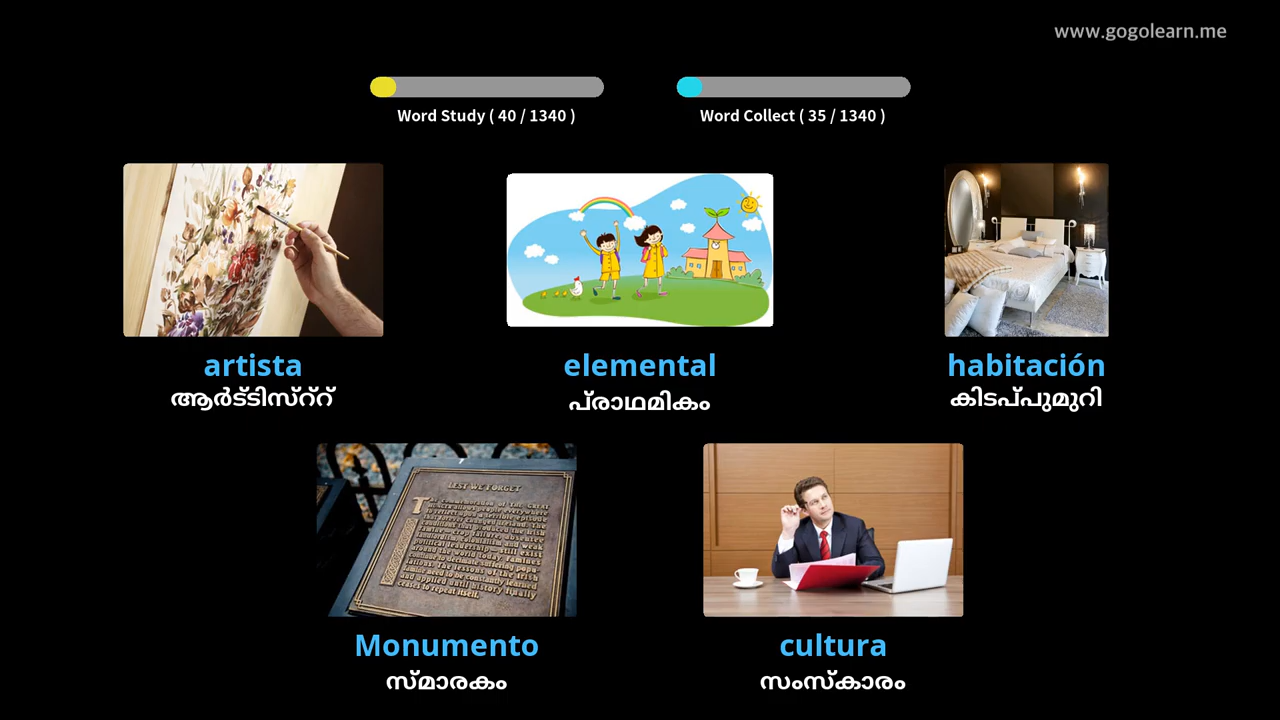 www.gogolearn.me
Word Study ( 40 / 1340 )
Word Collect ( 35 / 1340 )
artista
ആർട്ടിസ്റ്റ്
elemental
പ്രാഥമികം
habitación
കിടപ്പുമുറി
LEST WE FORGET
Monumento
സ്മാരകം
cultura
സംസ്കാരം